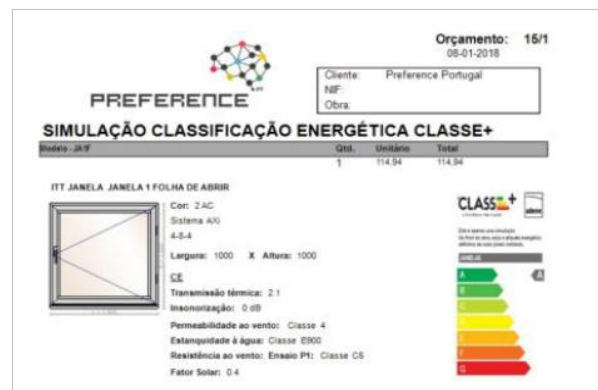 Orçamento: 15/1
06-01-2018
PREFERENCE
Cliente: Preference Portugal
NIF:
Obra:
SIMULAÇÃO CLASSIFICAÇÃO ENERGÉTICA CLASSE+
Modelo - JA1F Qtd. Unitário Total
1 114,94 114,94
ITT JANELA JANELA 1 FOLHA DE ABRIR
Cor: 2 AC
Sistema AXI
4-8-4
Largura: 1000 X Altura: 1000
CE
Transmissão térmica: 2.1
Insonorização: 0 dB
Permeabilidade ao vento: Classe 4
Estanquidade à água: Classe E900
Resistência ao vento: Ensaio P1: Classe C5
Fator Solar: 0.4
CLASSE+
JANELAS
A A
B
C
E
F
G